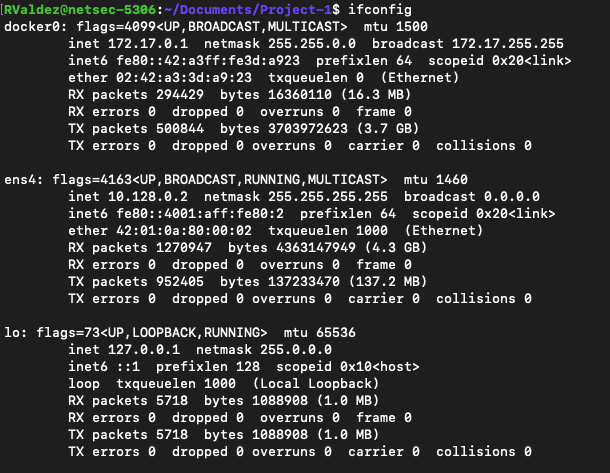 RValdez@netsec-5306:~/Documents/Project-1$ ifconfig
docker0: flags=4099<UP,BROADCAST,MULTICAST>  mtu 1500
        inet 172.17.0.1  netmask 255.255.0.0  broadcast 172.17.255.255
        inet6 fe80::42:a3ff:fe3d:a923  prefixlen 64  scopeid 0x20<link>
        ether 02:42:a3:3d:a9:23  txqueuelen 0  (Ethernet)
        RX packets 294429  bytes 16360110 (16.3 MB)
        RX errors 0  dropped 0  overruns 0  frame 0
        TX packets 500844  bytes 3703972623 (3.7 GB)
        TX errors 0  dropped 0 overruns 0  carrier 0  collisions 0

ens4: flags=4163<UP,BROADCAST,RUNNING,MULTICAST>  mtu 1460
        inet 10.128.0.2  netmask 255.255.255.255  broadcast 0.0.0.0
        inet6 fe80::4001:aff:fe80:2  prefixlen 64  scopeid 0x20<link>
        ether 42:01:0a:80:00:02  txqueuelen 1000  (Ethernet)
        RX packets 1270947  bytes 4363147949 (4.3 GB)
        RX errors 0  dropped 0  overruns 0  frame 0
        TX packets 952405  bytes 137233470 (137.2 MB)
        TX errors 0  dropped 0 overruns 0  carrier 0  collisions 0

lo: flags=73<UP,LOOPBACK,RUNNING>  mtu 65536
        inet 127.0.0.1  netmask 255.0.0.0
        inet6 ::1  prefixlen 128  scopeid 0x10<host>
        loop  txqueuelen 1000  (Local Loopback)
        RX packets 5718  bytes 1088908 (1.0 MB)
        RX errors 0  dropped 0  overruns 0  frame 0
        TX packets 5718  bytes 1088908 (1.0 MB)
        TX errors 0  dropped 0 overruns 0  carrier 0  collisions 0